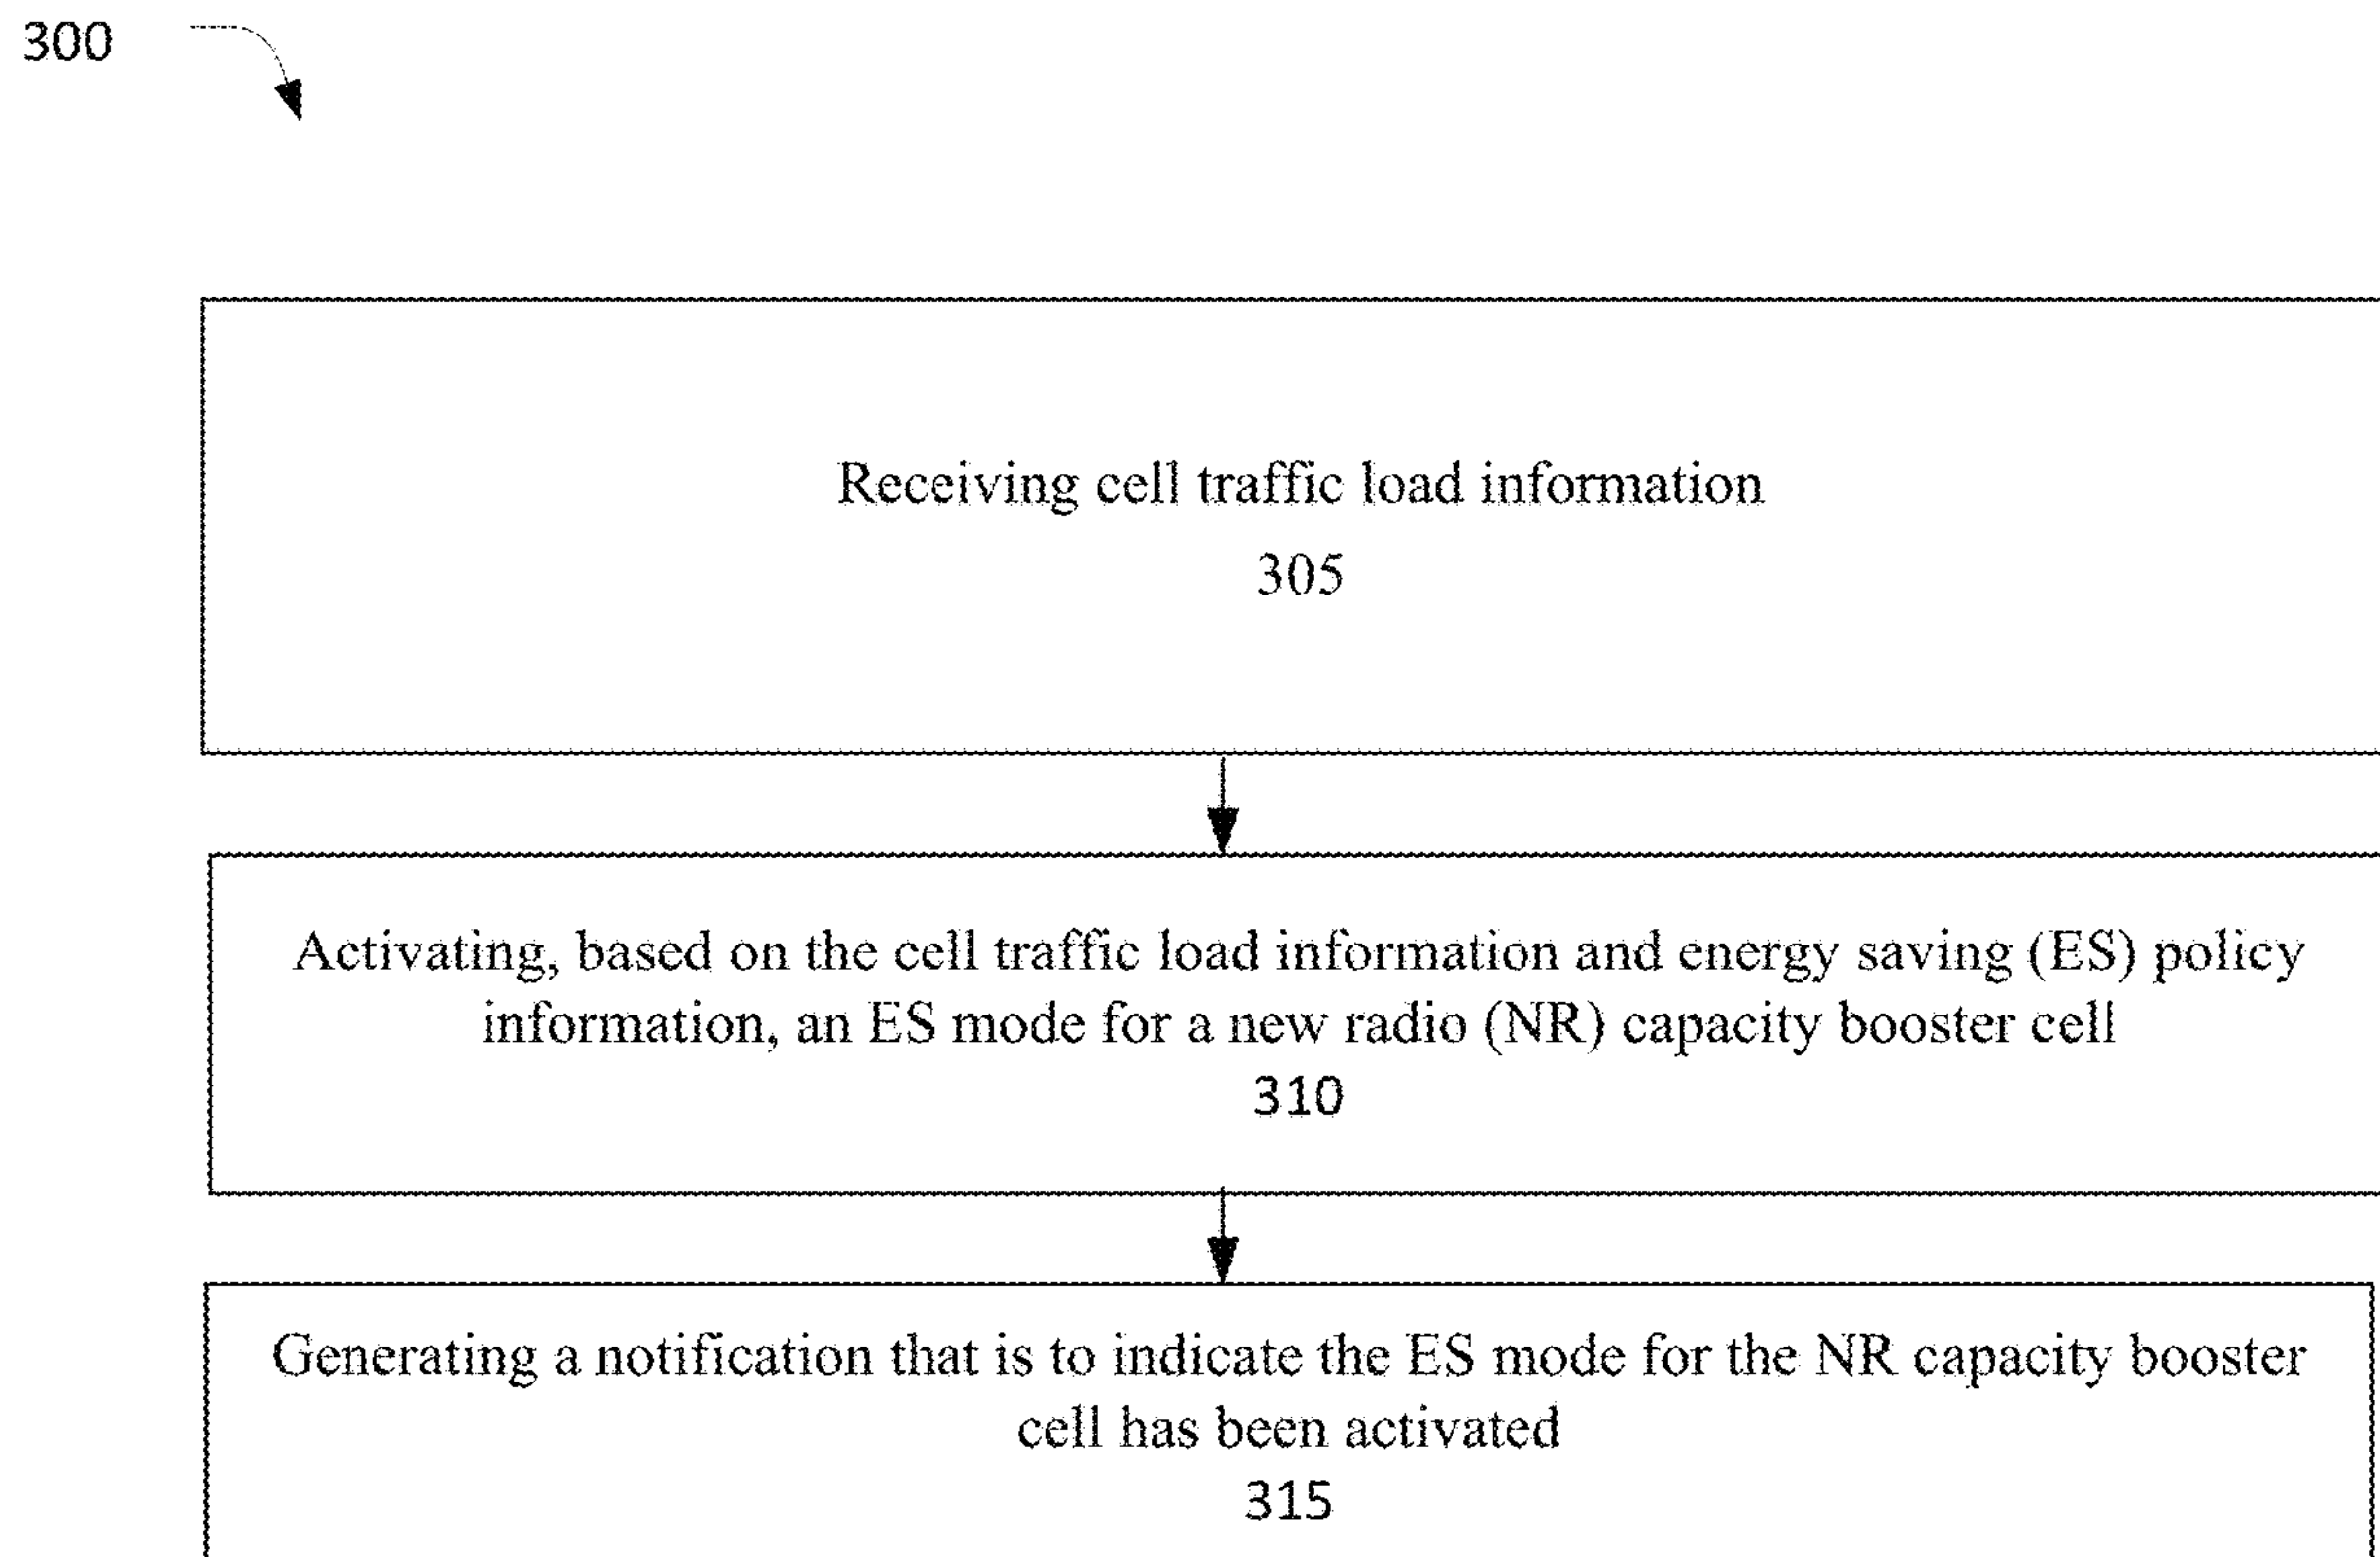 300
Receiving cell traffic load information
305
Activating, based on the cell traffic load information and energy saving (ES) policy
information, an ES mode for a new radio (NR) capacity booster cell
310
Generating a notification that is to indicate the ES mode for the NR capacity booster
cell has been activated
315